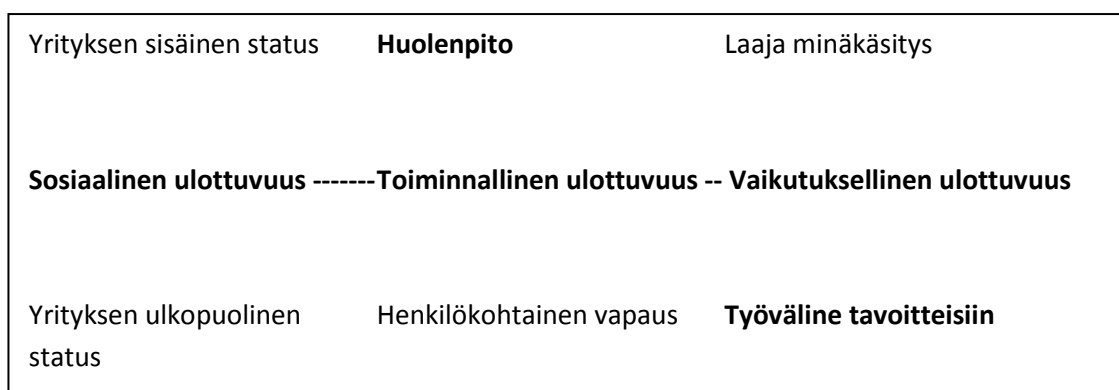 Yrityksen sisäinen status Huolenpito Laaja minäkäsitys
Sosiaalinen ulottuvuus -------Toiminnallinen ulottuvuus -- Vaikutuksellinen ulottuvuus
Yrityksen ulkopuolinen Henkilökohtainen vapaus Työväline tavoitteisiin
status